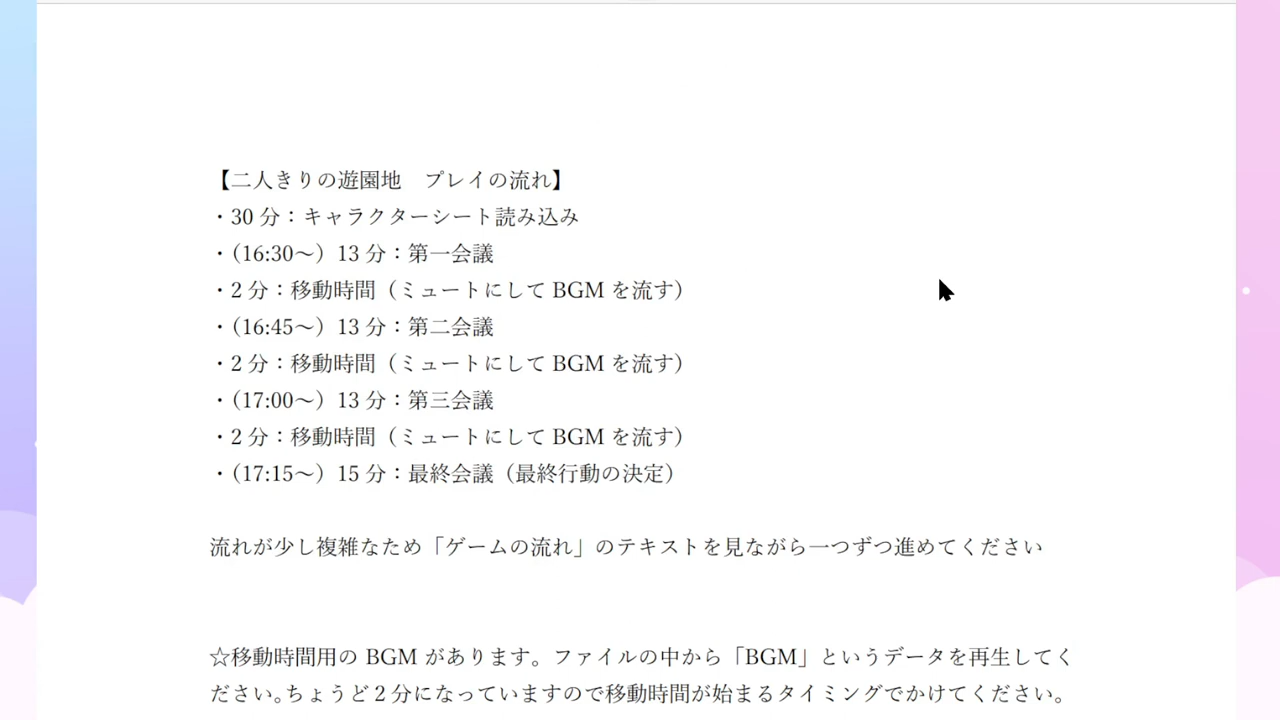 【二人きりの遊園地　プレイの流れ】
・30 分：キャラクターシート読み込み
・（16:30～）13 分：第一会議
・2 分：移動時間（ミュートにして BGM を流す）
・（16:45～）13 分：第二会議
・2 分：移動時間（ミュートにして BGM を流す）
・（17:00～）13 分：第三会議
・2 分：移動時間（ミュートにして BGM を流す）
・（17:15～）15 分：最終会議（最終行動の決定）
流れが少し複雑なため「ゲームの流れ」のテキストを見ながら一つずつ進めてください
☆移動時間用の BGM があります。ファイルの中から「BGM」というデータを再生してく
ださい。ちょうど２分になっていますので移動時間が始まるタイミングでかけてください。